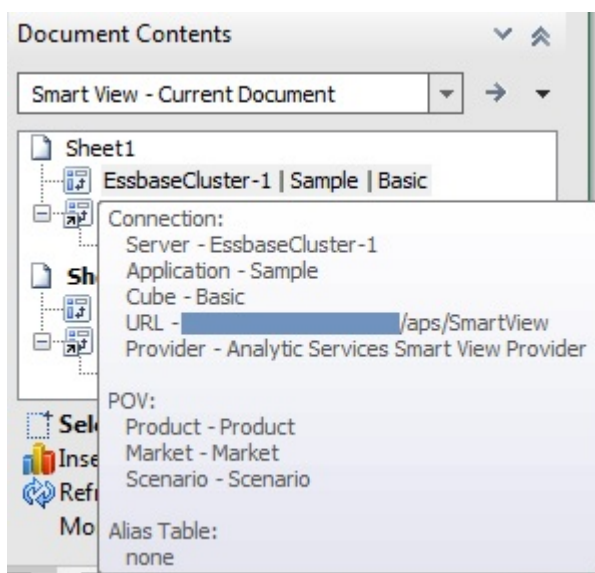 Document Contents
Smart View - Current Document
Sheet1
EssbaseCluster-1 | Sample | Basic
Connection:
Server - EssbaseCluster-1
Application - Sample
Cube - Basic
URL - /aps/SmartView
Provider - Analytic Services Smart View Provider
POV:
Product - Product
Market - Market
Scenario - Scenario
Alias Table:
none